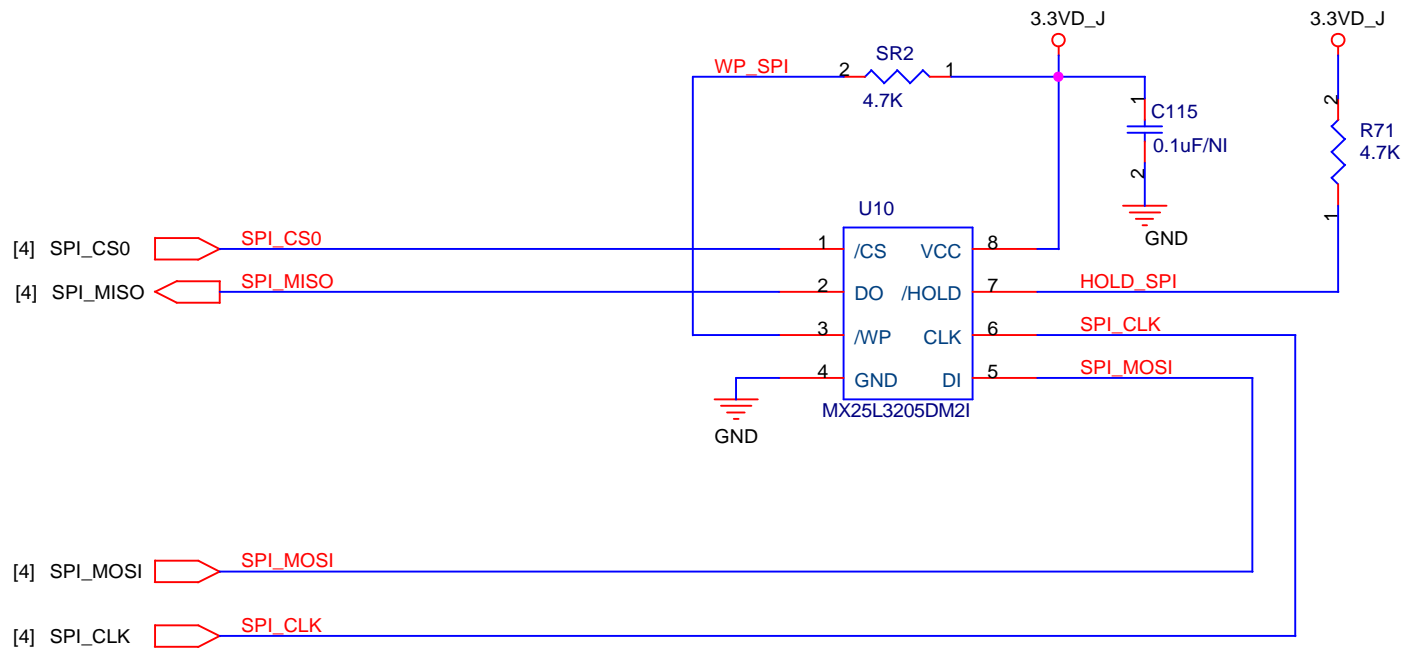 3.3VD_J
3.3VD_J
WP_SPI
2
SR2
1
4.7K
1
C115
0.1uF/NI
2
GND
2
R71
4.7K
1
U10
[4] SPI_CS0
SPI_CS0
1
/CS
VCC
8
[4] SPI_MISO
SPI_MISO
2
DO
/HOLD
7
HOLD_SPI
3
/WP
CLK
6
SPI_CLK
4
GND
DI
5
SPI_MOSI
MX25L3205DM2I
GND
[4] SPI_MOSI
SPI_MOSI
[4] SPI_CLK
SPI_CLK